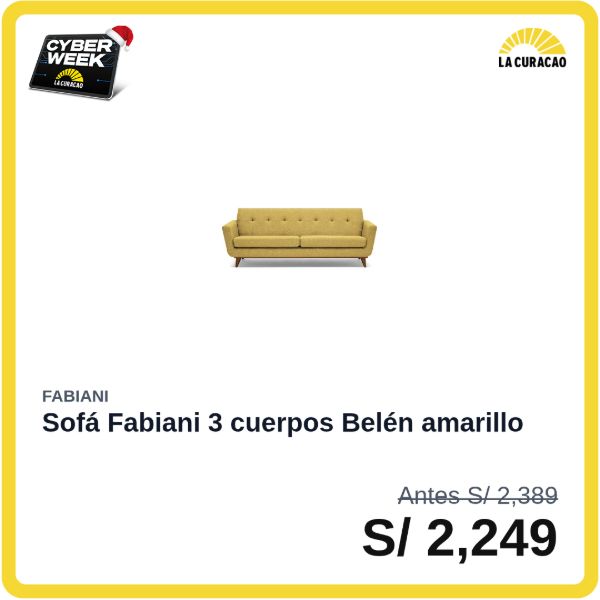 CYBER
WEEK
LA CURACAO
LA CURACAO
FABIANI
Sofá Fabiani 3 cuerpos Belén amarillo
Antes S/ 2,389
S/ 2,249